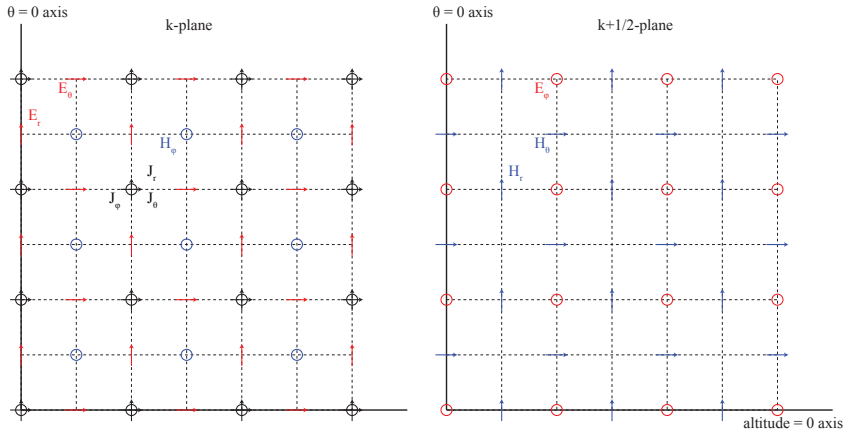 θ = 0 axis
k-plane
E_θ
E_r
H_φ
J_r
J_φ
J_θ
θ = 0 axis
k+1/2-plane
E_φ
H_θ
H_r
altitude = 0 axis